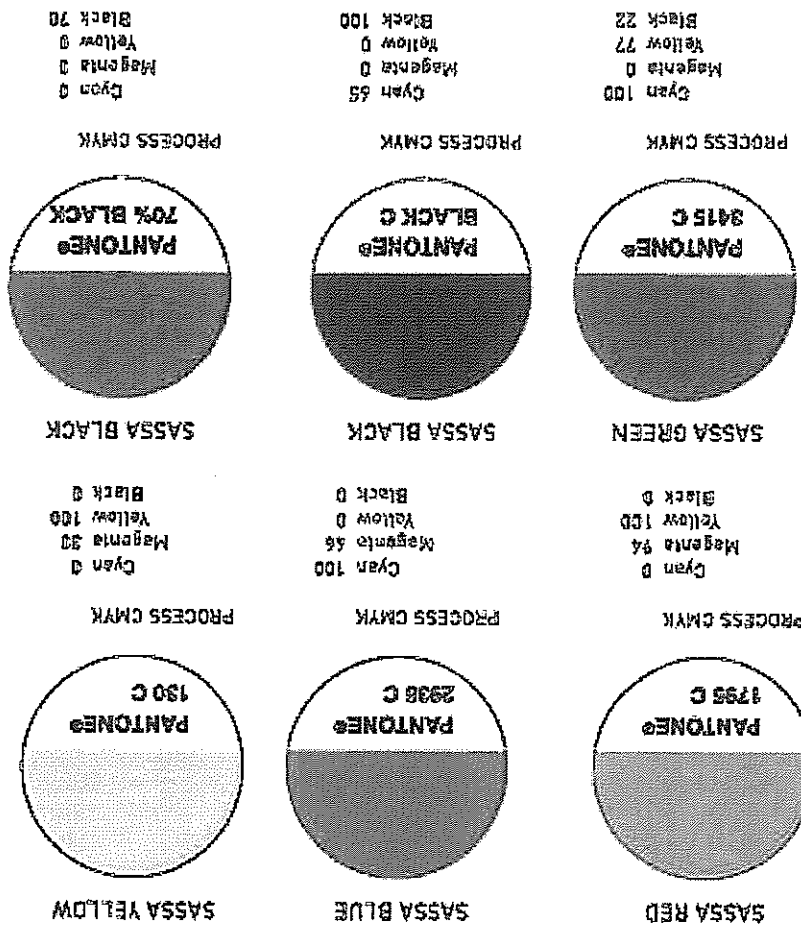 SASSA RED
PANTONE®
1795 C
PROCESS CMYK
Cyan 0
Magenta 94
Yellow 100
Black 0
SASSA BLUE
PANTONE®
2935 C
PROCESS CMYK
Cyan 100
Magenta 46
Yellow 0
Black 0
SASSA YELLOW
PANTONE®
130 C
PROCESS CMYK
Cyan 0
Magenta 30
Yellow 100
Black 0
SASSA GREEN
PANTONE®
3415 C
PROCESS CMYK
Cyan 100
Magenta 0
Yellow 77
Black 22
SASSA BLACK
PANTONE®
BLACK C
PROCESS CMYK
Cyan 65
Magenta 0
Yellow 0
Black 100
SASSA BLACK
PANTONE®
70% BLACK
PROCESS CMYK
Cyan 0
Magenta 0
Yellow 0
Black 70